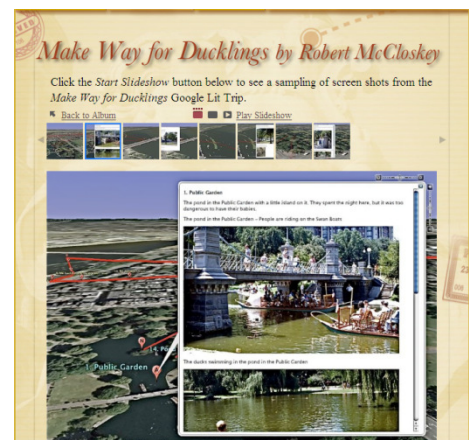 Make Way for Ducklings by Robert McCloskey
Click the Start Slideshow button below to see a sampling of screen shots from the
Make Way for Ducklings Google Lit Trip.
Back to Album
Play Slideshow
1. Public Garden
The pond in the Public Garden with a little island on it. They spent the night here, but it was too
dangerous to have their babies.
The pond in the Public Garden - People are riding on the Swan Boats
The ducks swimming in the pond in the Public Garden
1. Public Garden